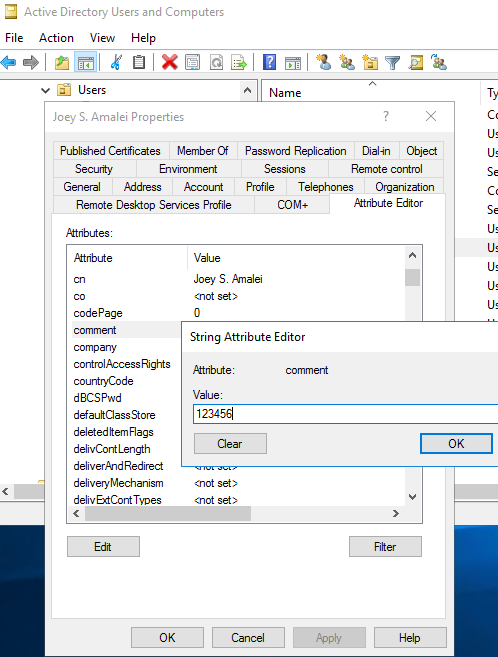 Active Directory Users and Computers
File Action View Help
Users
Name
Ty
Joey S. Amalei Properties
?
Published Certificates Member Of Password Replication Dial-in Object
Security Environment Sessions Remote control
General Address Account Profile Telephones Organization
Remote Desktop Services Profile COM+ Attribute Editor
Attributes:
Attribute Value
cn Joey S. Amalei
co <not set>
codePage 0
comment
company
controlAccessRights
countryCode
dBCSPwd
defaultClassStore
deletedItemFlags
delivContLength
deliverAndRedirect <not set>
deliveryMechanism <not set>
delivExtContTypes <not set>
String Attribute Editor
Attribute: comment
Value:
123456
Clear OK
Edit Filter
OK Cancel Apply Help
Co
Us
Us
Se
Co
Se
Us
Us
Us
Us
Us
Us